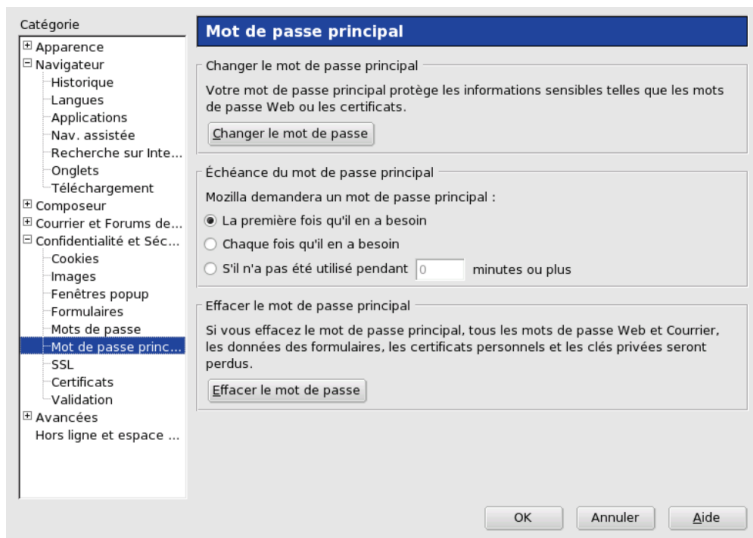 Catégorie
Apparence
Navigateur
Historique
Langues
Applications
Nav. assistée
Recherche sur Inte...
Onglets
Téléchargement
Composeur
Courrier et Forums de...
Confidentialité et Séc...
Cookies
Images
Fenêtres popup
Formulaires
Mots de passe
Mot de passe princ...
SSL
Certificats
Validation
Avancées
Hors ligne et espace ...
Mot de passe principal
Changer le mot de passe principal
Votre mot de passe principal protège les informations sensibles telles que les mots
de passe Web ou les certificats.
Changer le mot de passe
Échéance du mot de passe principal
Mozilla demandera un mot de passe principal :
La première fois qu'il en a besoin
Chaque fois qu'il en a besoin
S'il n'a pas été utilisé pendant 0 minutes ou plus
Effacer le mot de passe principal
Si vous effacez le mot de passe principal, tous les mots de passe Web et Courrier,
les données des formulaires, les certificats personnels et les clés privées seront
perdus.
Effacer le mot de passe
OK Annuler Aide